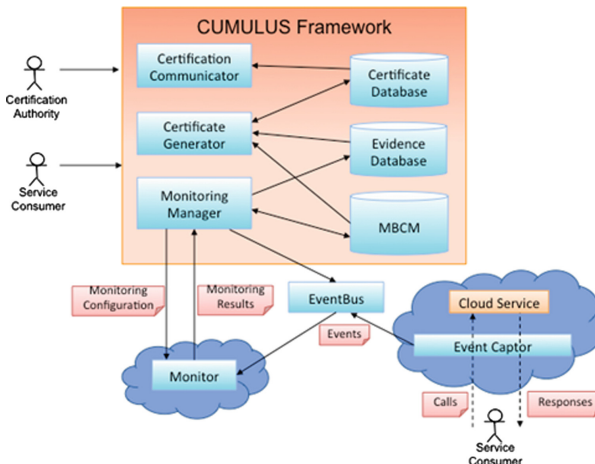 CUMULUS Framework
Certification
Communicator
Certificate
Database
Certification
Authority
Certificate
Generator
Evidence
Database
Service
Consumer
Monitoring
Manager
MBCM
Monitoring
Configuration
Monitoring
Results
EventBus
Cloud Service
Events
Event Captor
Monitor
Calls
Responses
Service
Consumer